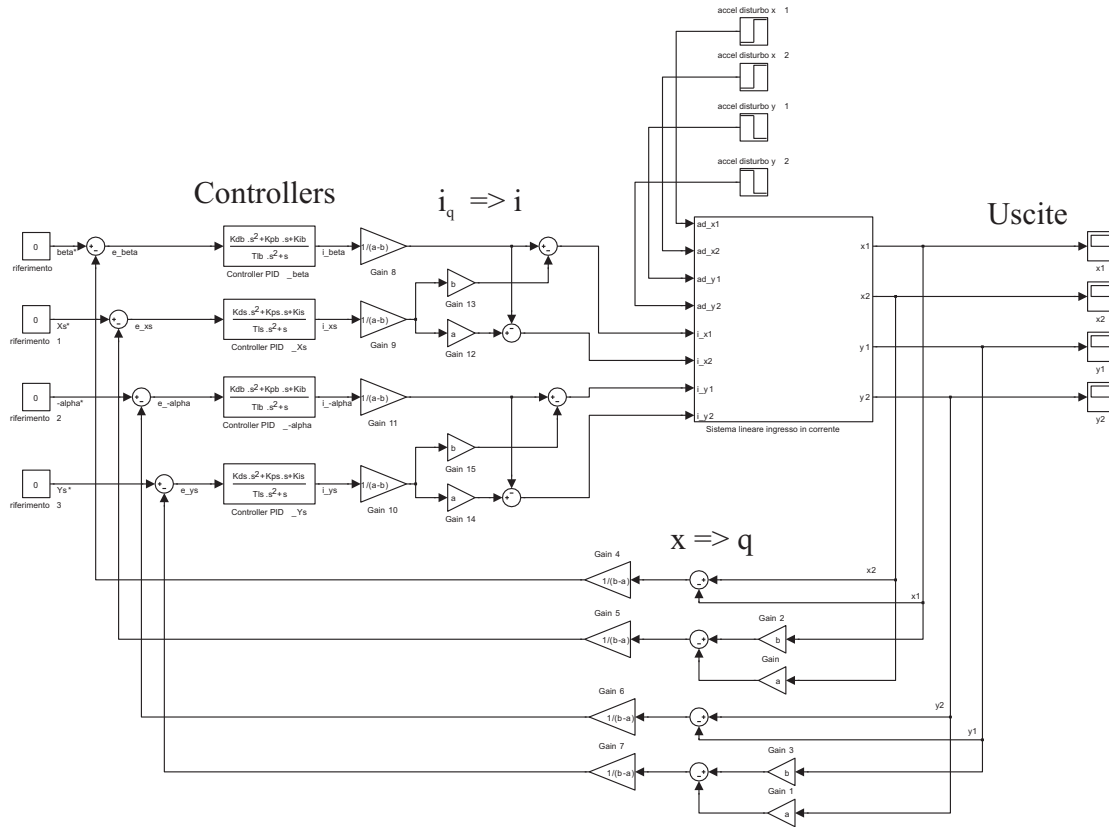 accel disturbo x 1
accel disturbo x 2
accel disturbo y 1
accel disturbo y 2
Controllers
i_q => i
Uscite
0
beta*
riferimento
+
-
e_beta
Kdb .s²+Kpb .s+Kib
Tlb .s²+s
Controller PID _beta
i_beta
1/(a-b)
Gain 8
+
-
b
Gain 13
0
Xs*
riferimento 1
+
-
e_xs
Kds.s²+Kps.s+Kis
Tls .s²+s
Controller PID _Xs
i_xs
1/(a-b)
Gain 9
a
Gain 12
-
+
0
-alpha*
riferimento 2
+
-
e_-alpha
Kdb .s²+Kpb .s+Kib
Tlb .s²+s
Controller PID _-alpha
i_-alpha
1/(a-b)
Gain 11
+
-
b
Gain 15
0
Ys*
riferimento 3
+
-
e_ys
Kds.s²+Kps.s+Kis
Tls .s²+s
Controller PID _Ys
i_ys
1/(a-b)
Gain 10
a
Gain 14
-
+
ad_x1
ad_x2
ad_y1
ad_y2
i_x1
i_x2
i_y1
i_y2
x1
x2
y1
y2
Sistema lineare ingresso in corrente
x1
x2
y1
y2
x => q
Gain 4
1/(b-a)
+
-
x2
x1
Gain 5
1/(b-a)
+
-
Gain 2
b
Gain
a
Gain 6
1/(b-a)
+
-
y2
y1
Gain 7
1/(b-a)
+
-
Gain 3
b
Gain 1
a